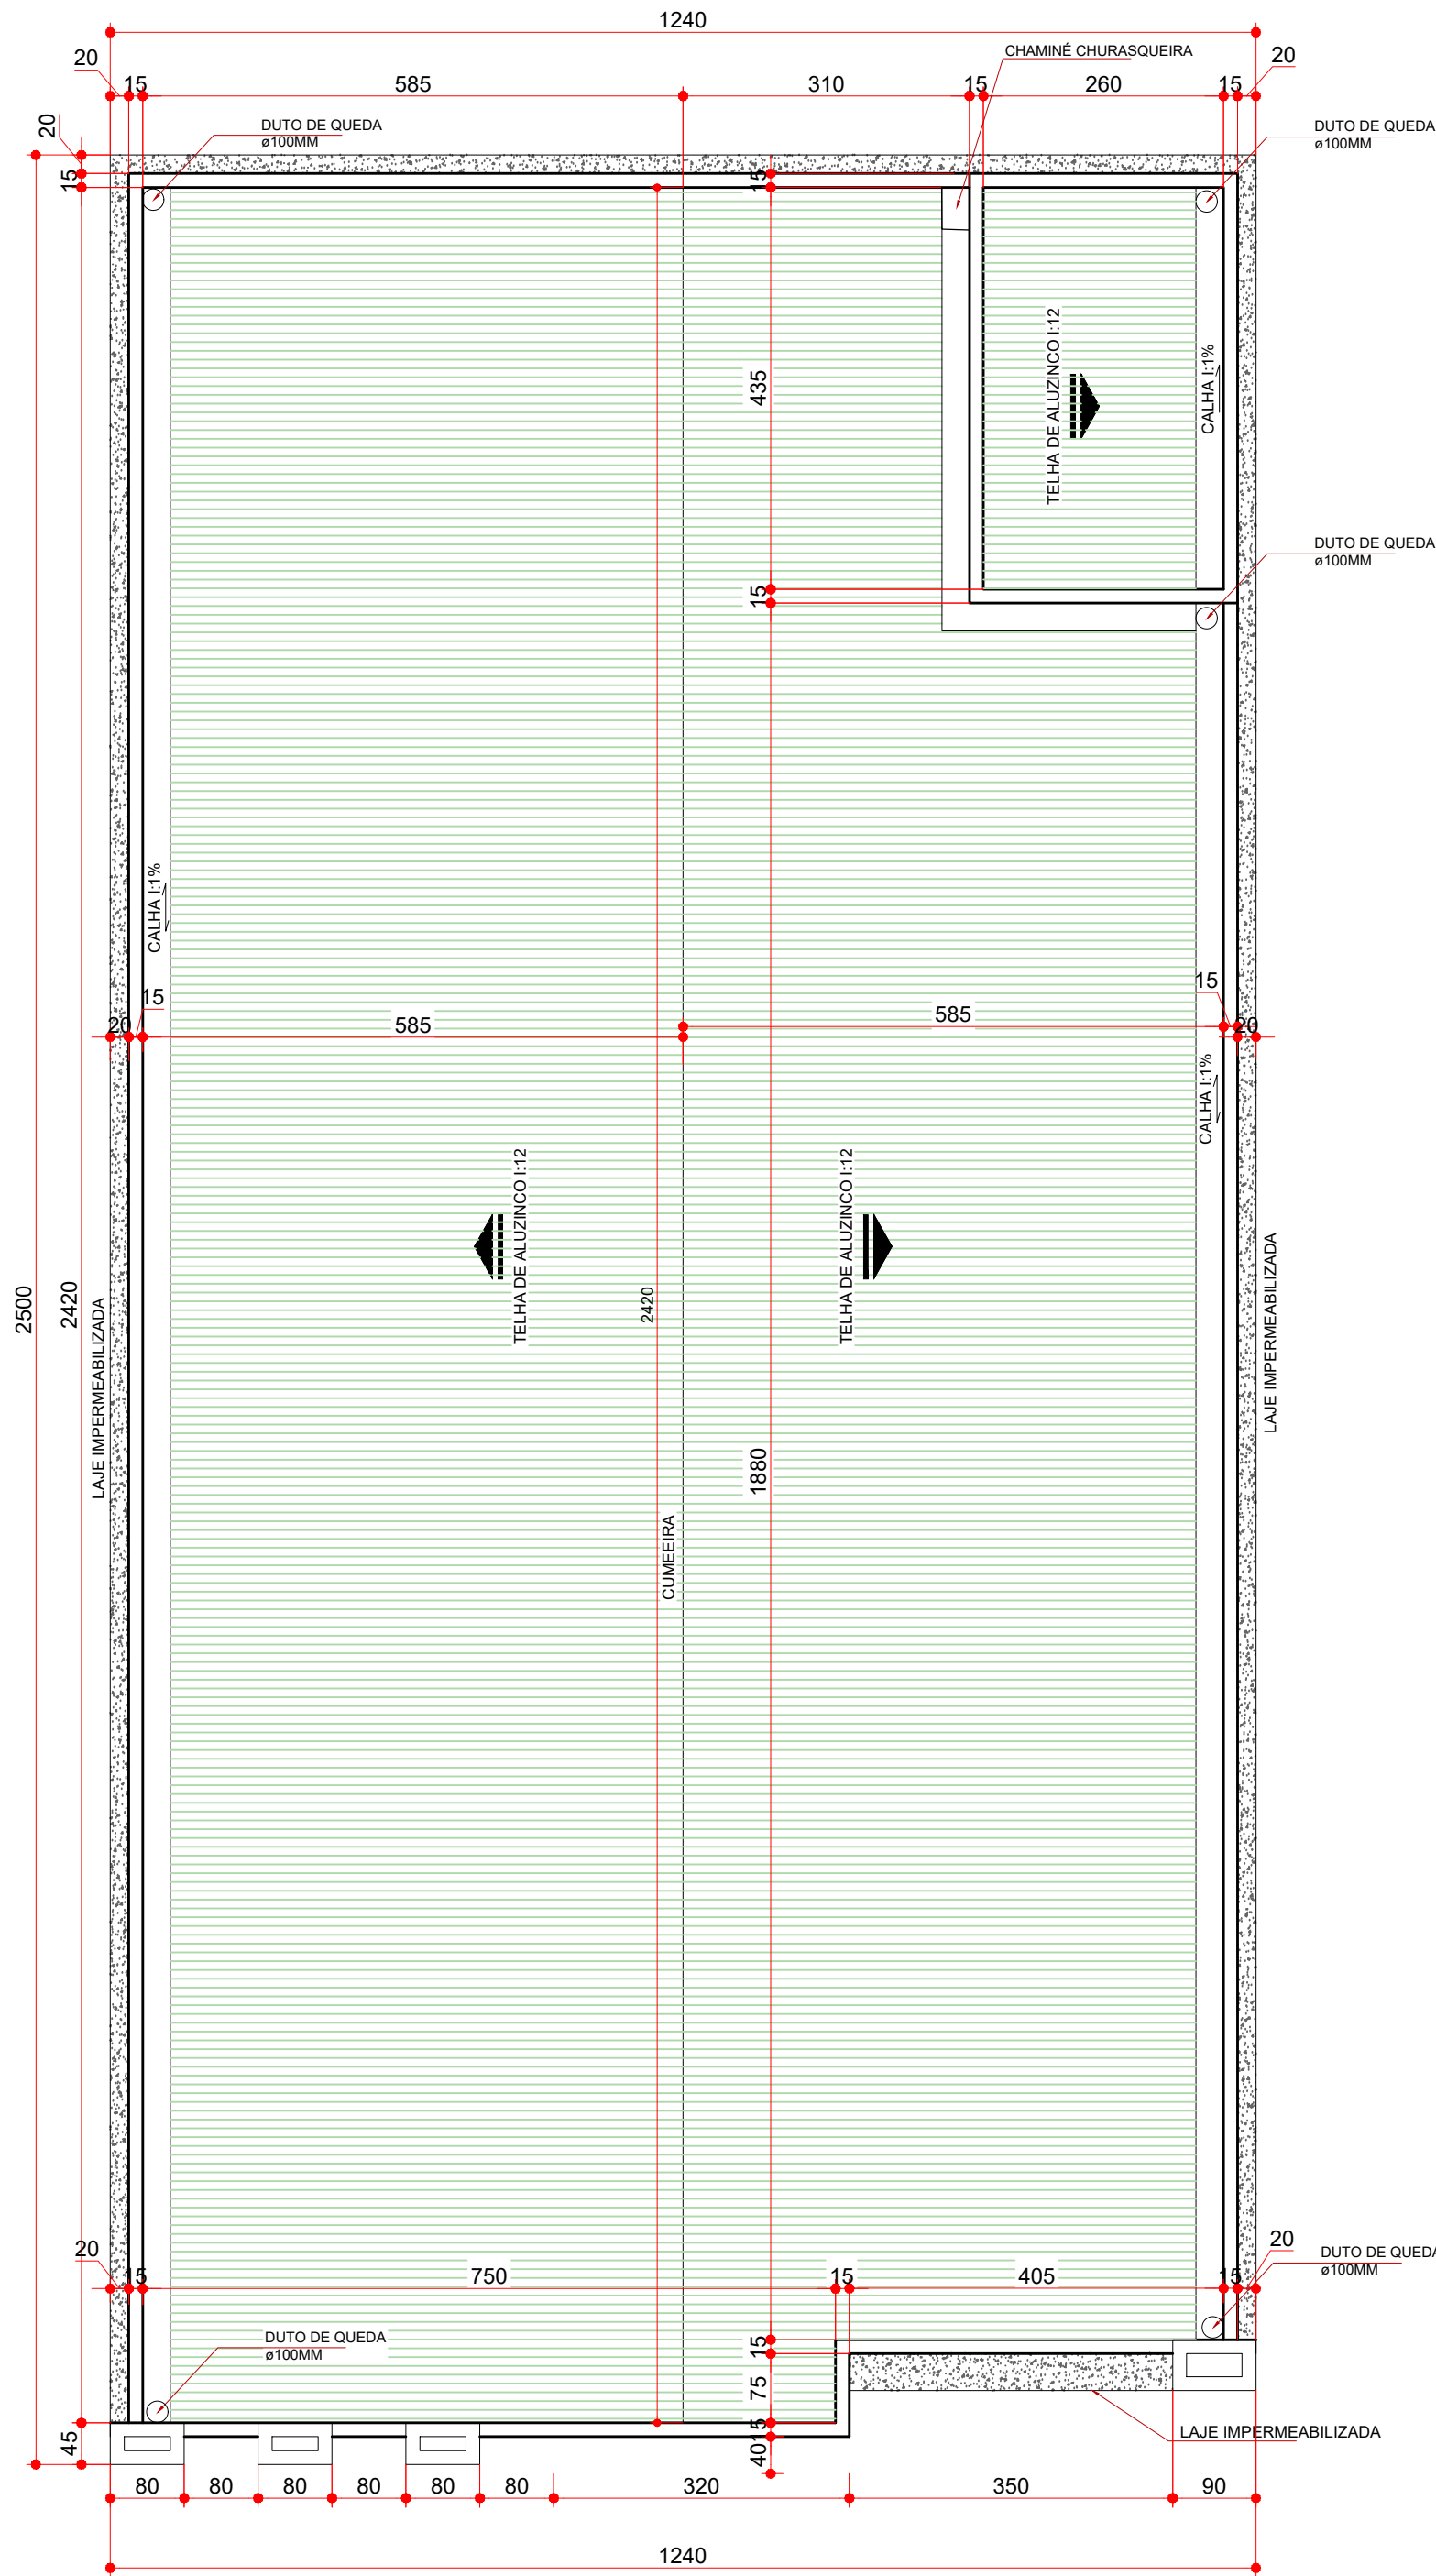 1240
20
15
585
310
15
260
15
20
CHAMINÉ CHURASQUEIRA
20
15
DUTO DE QUEDA
ø100MM
DUTO DE QUEDA
ø100MM
15
435
TELHA DE ALUZINCO I:12
CALHA I:1%
DUTO DE QUEDA
ø100MM
15
CALHA I:1%
15
20
585
585
15
20
CALHA I:1%
TELHA DE ALUZINCO I:12
TELHA DE ALUZINCO I:12
2500
2420
LAJE IMPERMEABILIZADA
2420
LAJE IMPERMEABILIZADA
1880
CUMEEIRA
20
15
750
15
405
15
20
DUTO DE QUEDA
ø100MM
DUTO DE QUEDA
ø100MM
15
75
15
40
45
LAJE IMPERMEABILIZADA
80
80
80
80
80
80
320
350
90
1240